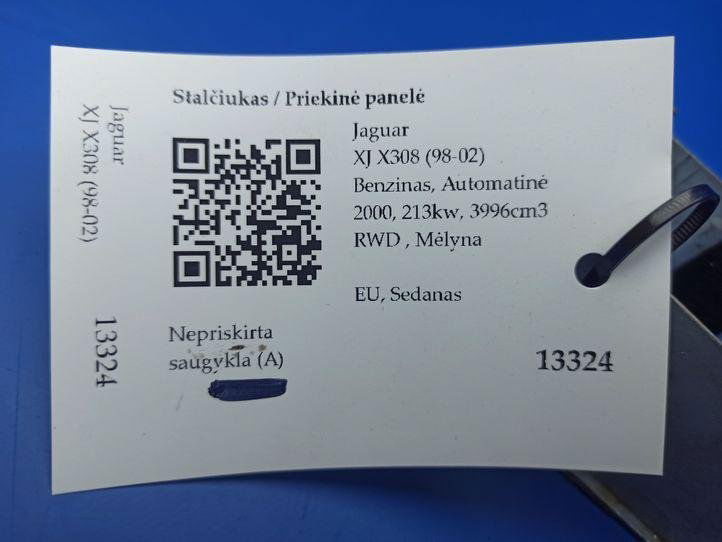 Stalčiukas / Priekinė panelė
Jaguar
XJ X308 (98-02)
Benzinas, Automatinė
2000, 213kw, 3996cm3
RWD , Mėlyna
EU, Sedanas
Nepriskirta
saugykla (A)
13324
Jaguar
XJ X308 (98-02)
13324